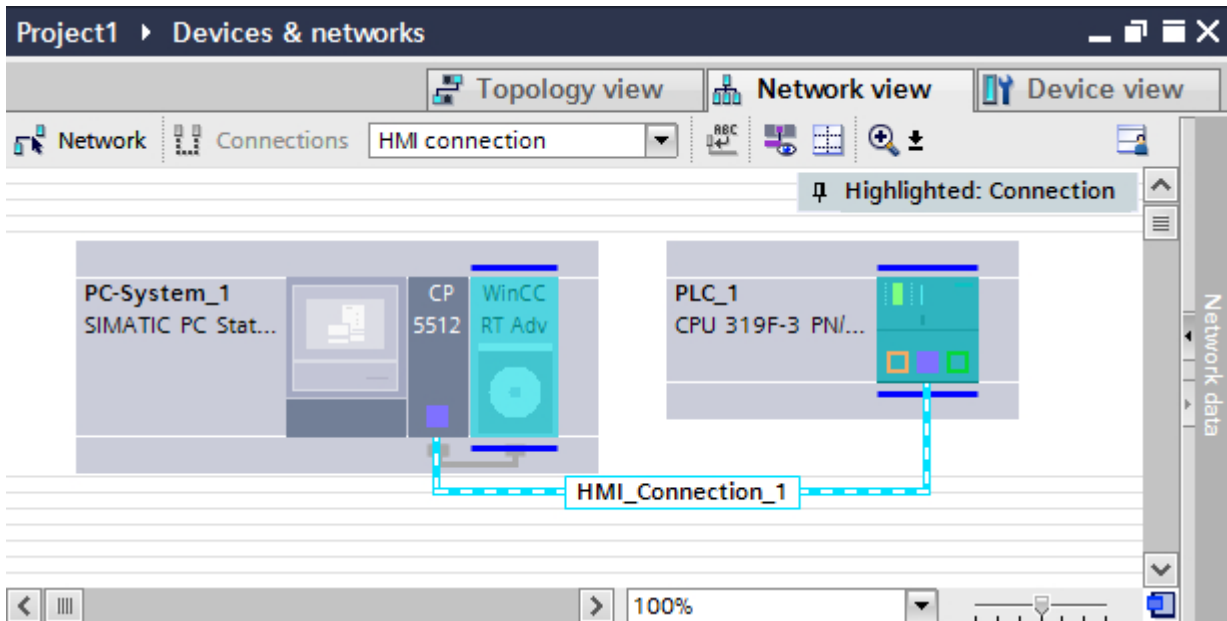 Project1 ▸ Devices & networks
Topology view
Network view
Device view
Network
Connections
HMI connection
ABC
Highlighted: Connection
PC-System_1
SIMATIC PC Stat...
CP
5512
WinCC
RT Adv
PLC_1
CPU 319F-3 PN/...
HMI_Connection_1
Network data
100%